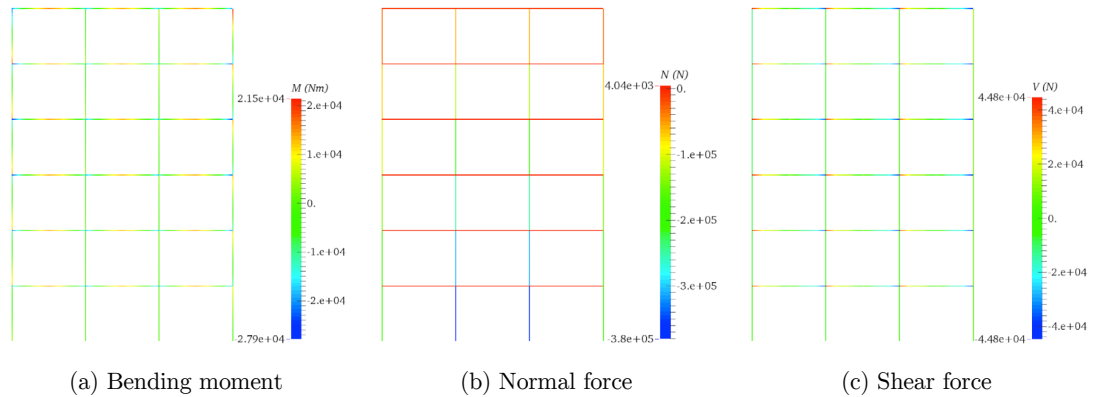 M (Nm)
2.15e+04
2.e+04
1.e+04
0.
-1.e+04
-2.e+04
2.79e+04
N (N)
4.04e+03
0.
-1.e+05
-2.e+05
-3.e+05
-3.8e+05
V (N)
4.48e+04
4.e+04
2.e+04
0.
-2.e+04
-4.e+04
4.48e+04
(a) Bending moment
(b) Normal force
(c) Shear force